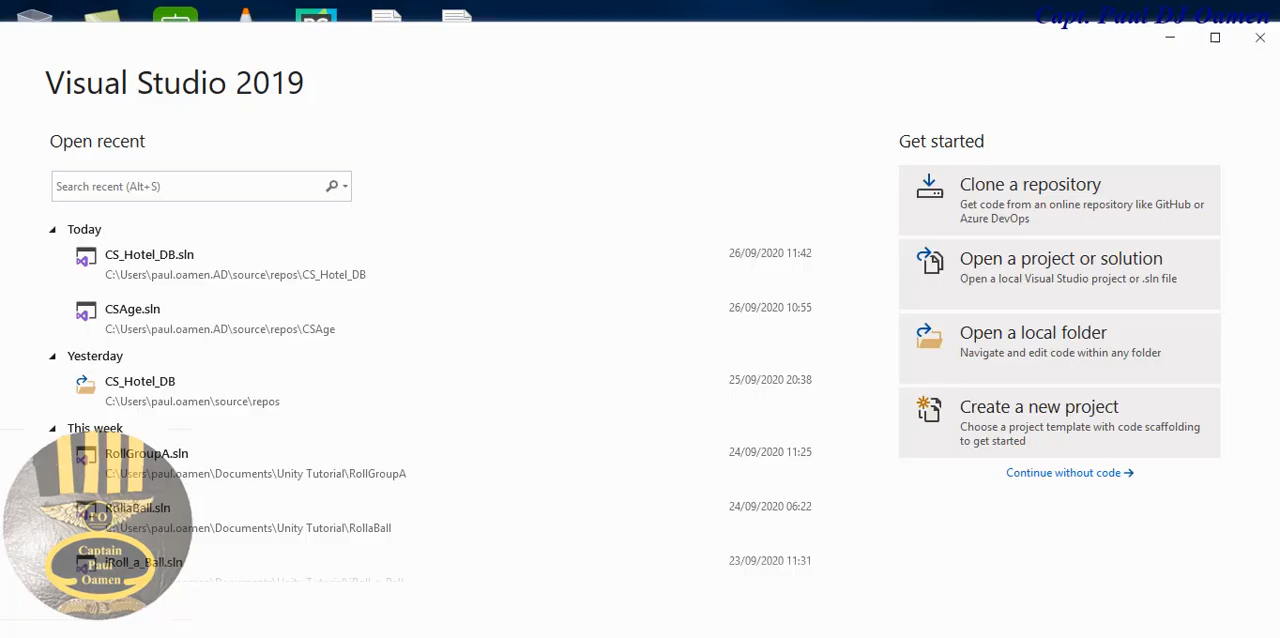 Capt. Paul DJ Oamen
Visual Studio 2019
Open recent
Search recent (Alt+S)
Today
CS_Hotel_DB.sln
26/09/2020 11:42
C:\Users\paul.oamen.AD\source\repos\CS_Hotel_DB
CSAge.sln
26/09/2020 10:55
C:\Users\paul.oamen.AD\source\repos\CSAge
Yesterday
CS_Hotel_DB
25/09/2020 20:38
C:\Users\paul.oamen\source\repos
This week
RollGroupA.sln
24/09/2020 11:25
C:\Users\paul.oamen\Documents\Unity Tutorial\RollGroupA
RollaBall.sln
24/09/2020 06:22
C:\Users\paul.oamen\Documents\Unity Tutorial\RollaBall
iRoll_a_Ball.sln
23/09/2020 11:31
Captain
Paul
Oamen
Get started
Clone a repository
Get code from an online repository like GitHub or
Azure DevOps
Open a project or solution
Open a local Visual Studio project or .sln file
Open a local folder
Navigate and edit code within any folder
Create a new project
Choose a project template with code scaffolding
to get started
Continue without code →